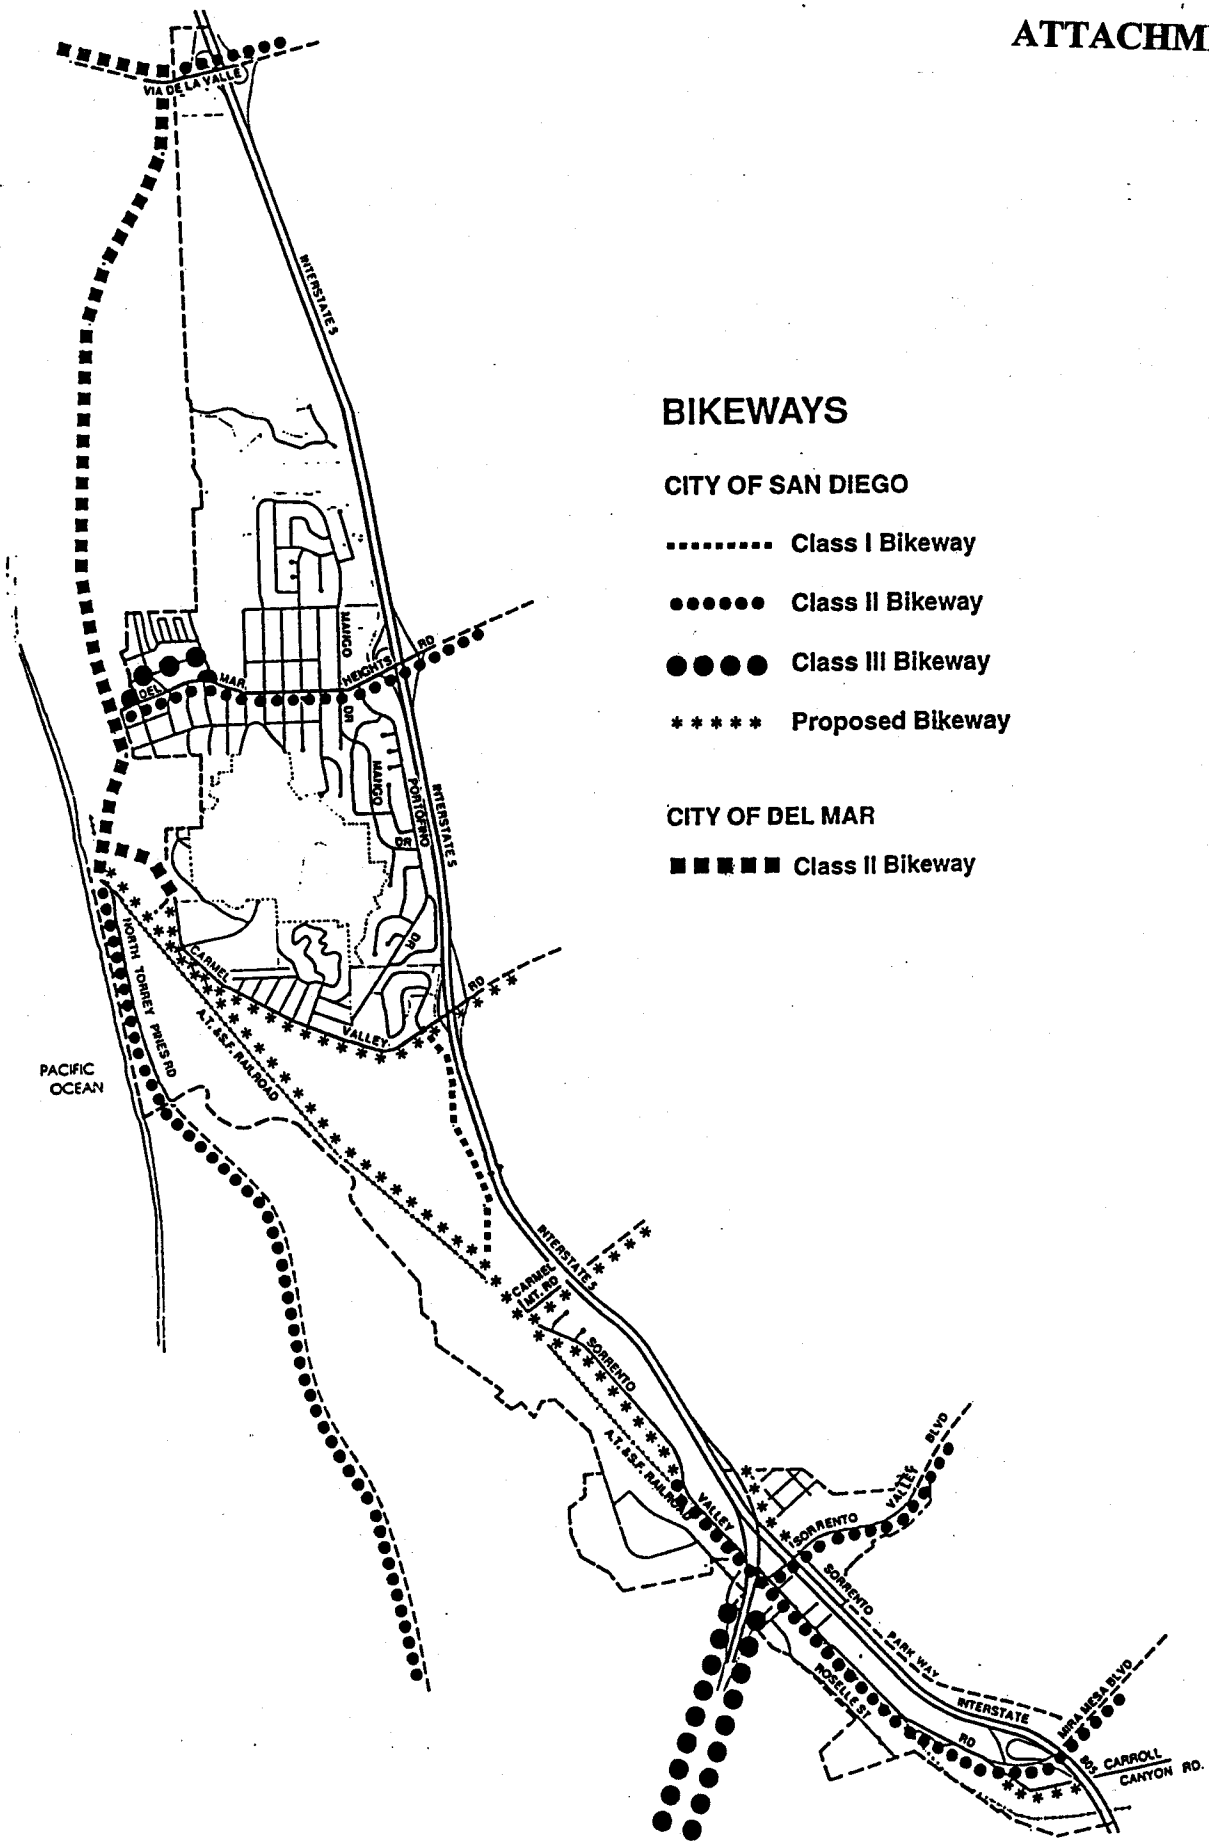 ATTACHM
VIA DE LA VALLE
INTERSTATE 5
BIKEWAYS
CITY OF SAN DIEGO
Class I Bikeway
Class II Bikeway
Class III Bikeway
Proposed Bikeway
CITY OF DEL MAR
Class II Bikeway
DEL
MAR
HEIGHTS
RD
MANGO
DR
MANGO
DR
PORTOFINO
DR
INTERSTATE 5
CARMEL
VALLEY
RD
NORTH TORREY PINES RD
A.T. & S.F. RAILROAD
PACIFIC
OCEAN
INTERSTATE 5
CARMEL
MT. RD
SORRENTO
VALLEY
RD
A.T. & S.F. RAILROAD
SORRENTO
VALLEY
BLVD
SORRENTO
PARK WAY
ROSELLE ST
INTERSTATE
805
MIRA MESA BLVD
CARROLL
CANYON RD.